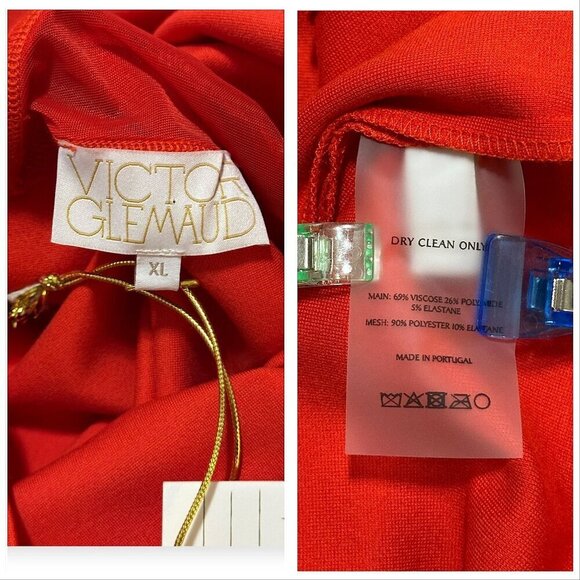 VICTOR
GLEMAUD
XL
DRY CLEAN ONLY
MAIN: 69% VISCOSE 26% POLYAMIDE
5% ELASTANE
MESH: 90% POLYESTER 10% ELASTANE
MADE IN PORTUGAL